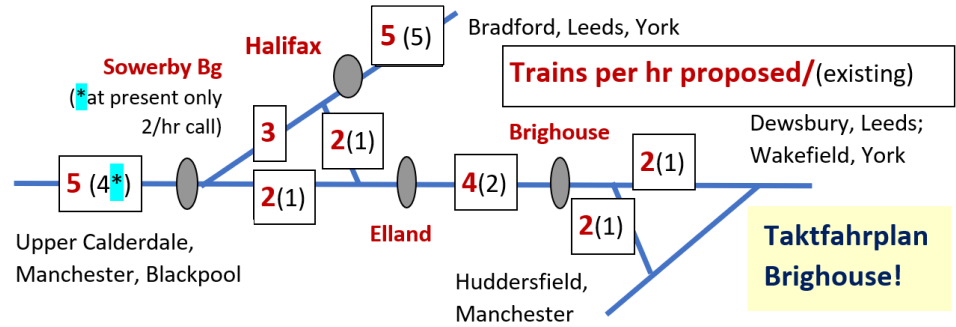 Halifax
5 (5)
Bradford, Leeds, York
Sowerby Bg
(*at present only
2/hr call)
Trains per hr proposed/(existing)
3
2(1)
Brighouse
Dewsbury, Leeds;
Wakefield, York
5 (4*)
2(1)
4(2)
2(1)
Elland
2(1)
Upper Calderdale,
Manchester, Blackpool
Huddersfield,
Manchester
Taktfahrplan
Brighouse!